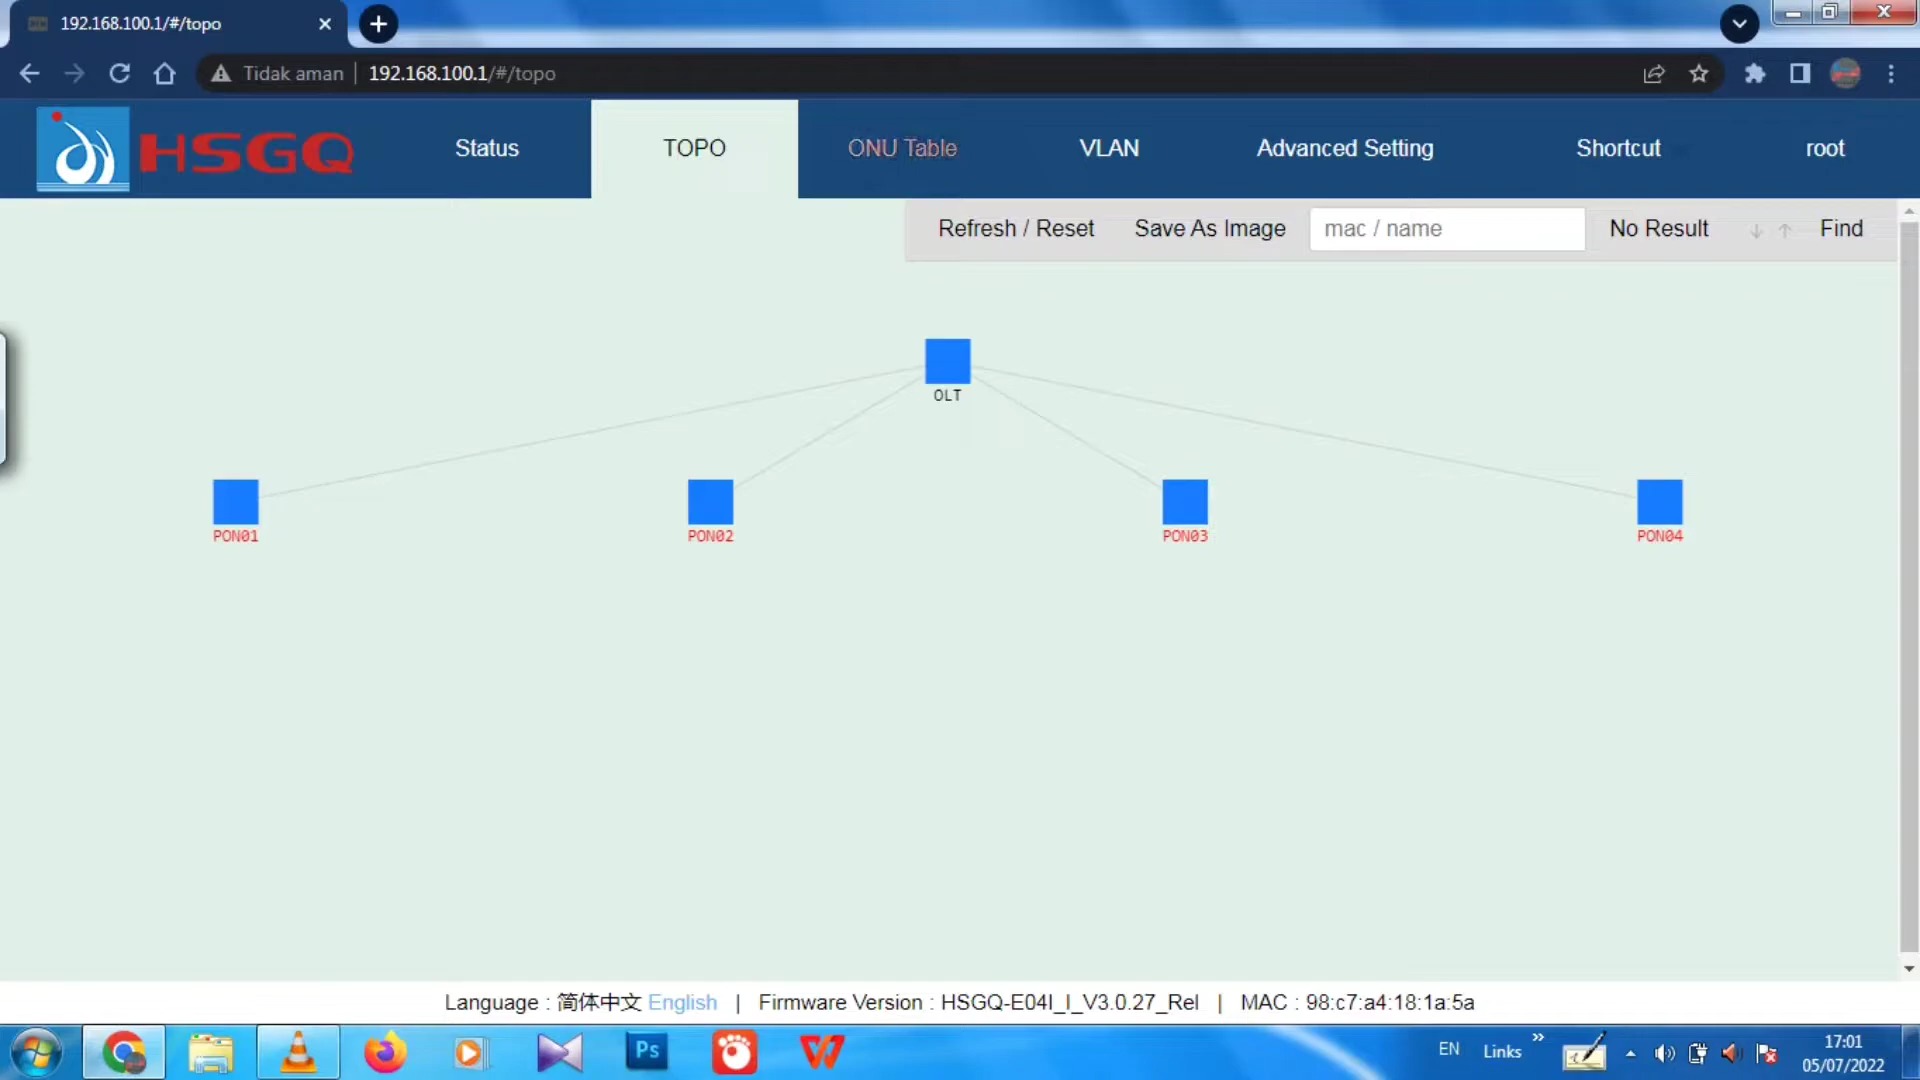 192.168.100.1/#/topo
Tidak aman | 192.168.100.1/#/topo
HSGQ
Status
TOPO
ONU Table
VLAN
Advanced Setting
Shortcut
root
Refresh / Reset
Save As Image
mac / name
No Result
Find
OLT
PON01
PON02
PON03
PON04
Language : 简体中文 English | Firmware Version : HSGQ-E04I_I_V3.0.27_Rel | MAC : 98:c7:a4:18:1a:5a
Ps
EN
Links
17:01
05/07/2022